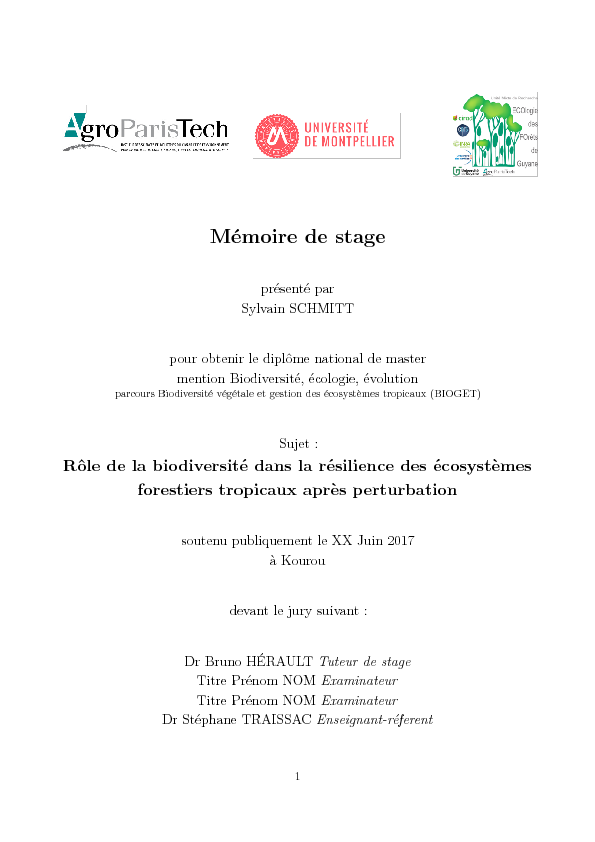 AgroParisTech
UNIVERSITÉ
DE MONTPELLIER
ECOlogie
des
FOrêts
de
Guyane
Mémoire de stage
présenté par
Sylvain SCHMITT
pour obtenir le diplôme national de master
mention Biodiversité, écologie, évolution
parcours Biodiversité végétale et gestion des écosystèmes tropicaux (BIOGET)
Sujet :
Rôle de la biodiversité dans la résilience des écosystèmes
forestiers tropicaux après perturbation
soutenu publiquement le XX Juin 2017
à Kourou
devant le jury suivant :
Dr Bruno HÉRAULT Tuteur de stage
Titre Prénom NOM Examinateur
Titre Prénom NOM Examinateur
Dr Stéphane TRAISSAC Enseignant-réferent
1